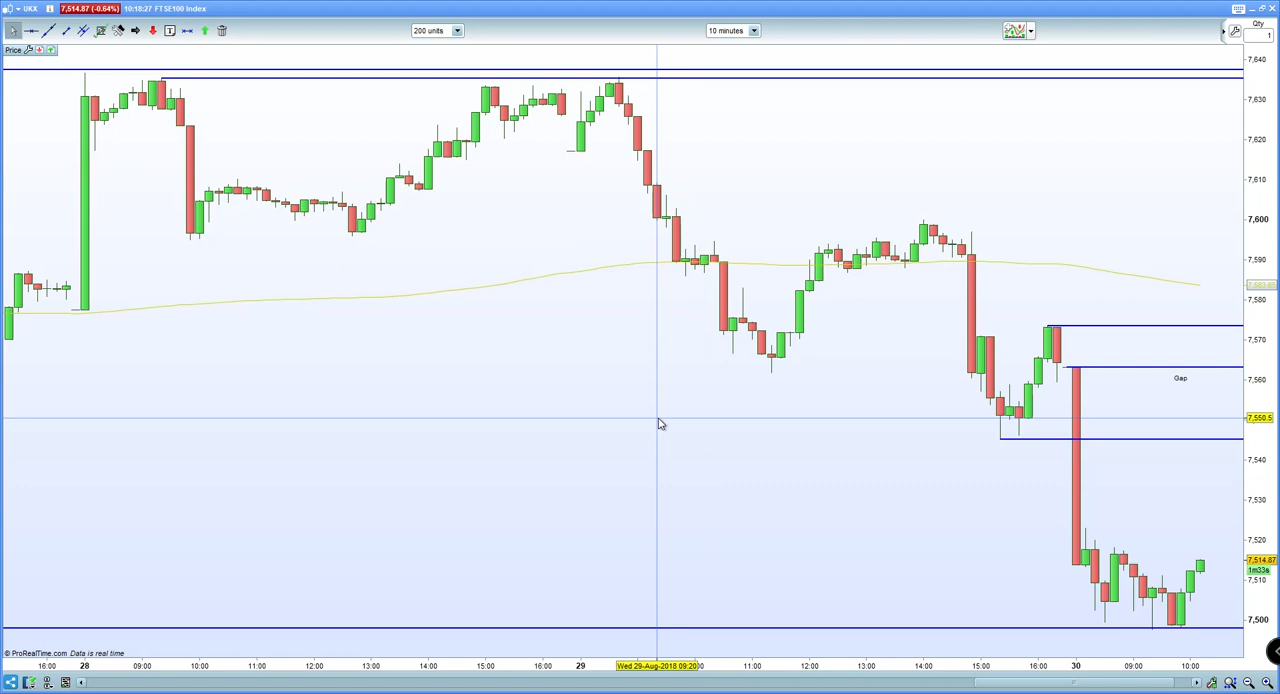 UKX 7,514.87 (-0.64%) 10:18:27 FTSE100 Index
200 units 10 minutes Qty
1
Price
7,640
7,630
7,620
7,610
7,600
7,590
7,583.65
7,580
7,570
Gap
7,560
7,550.5
7,540
7,530
7,520
7,514.87
1m33s
7,510
7,500
© ProRealTime.com Data is real time
16:00 28 09:00 10:00 11:00 12:00 13:00 14:00 15:00 16:00 29 Wed 29-Aug-2018 09:20 11:00 12:00 13:00 14:00 15:00 16:00 30 09:00 10:00